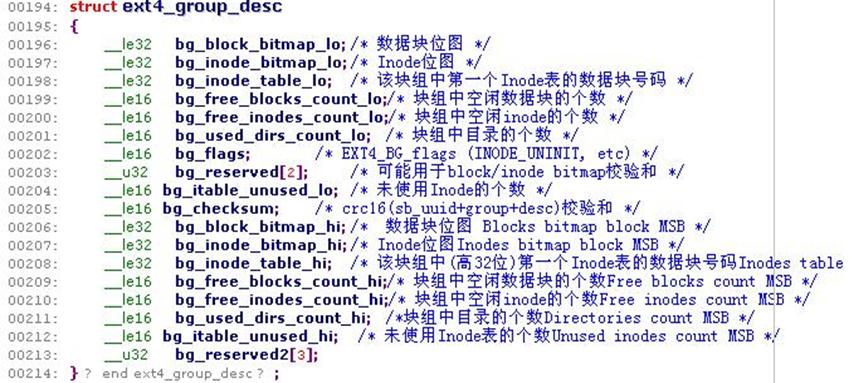 00194: struct ext4_group_desc
00195: {
00196: __le32 bg_block_bitmap_lo; /* 数据块位图 */
00197: __le32 bg_inode_bitmap_lo; /* Inode位图 */
00198: __le32 bg_inode_table_lo; /* 该块组中第一个Inode表的数据块号码 */
00199: __le16 bg_free_blocks_count_lo;/* 块组中空闲数据块的个数 */
00200: __le16 bg_free_inodes_count_lo;/* 块组中空闲inode的个数 */
00201: __le16 bg_used_dirs_count_lo; /* 块组中目录的个数 */
00202: __le16 bg_flags; /* EXT4_BG_flags (INODE_UNINIT, etc) */
00203: __u32 bg_reserved[2]; /* 可能用于block/inode bitmap校验和 */
00204: __le16 bg_itable_unused_lo; /* 未使用Inode的个数 */
00205: __le16 bg_checksum; /* crc16(sb_uuid+group+desc)校验和 */
00206: __le32 bg_block_bitmap_hi; /* 数据块位图 Blocks bitmap block MSB */
00207: __le32 bg_inode_bitmap_hi; /* Inode位图Inodes bitmap block MSB */
00208: __le32 bg_inode_table_hi; /* 该块组中(高32位)第一个Inode表的数据块号码Inodes table
00209: __le16 bg_free_blocks_count_hi;/* 块组中空闲数据块的个数Free blocks count MSB */
00210: __le16 bg_free_inodes_count_hi;/* 块组中空闲inode的个数Free inodes count MSB */
00211: __le16 bg_used_dirs_count_hi; /*块组中目录的个数Directories count MSB */
00212: __le16 bg_itable_unused_hi; /* 未使用Inode表的个数Unused inodes count MSB */
00213: __u32 bg_reserved2[3];
00214: } ? end ext4_group_desc ? ;